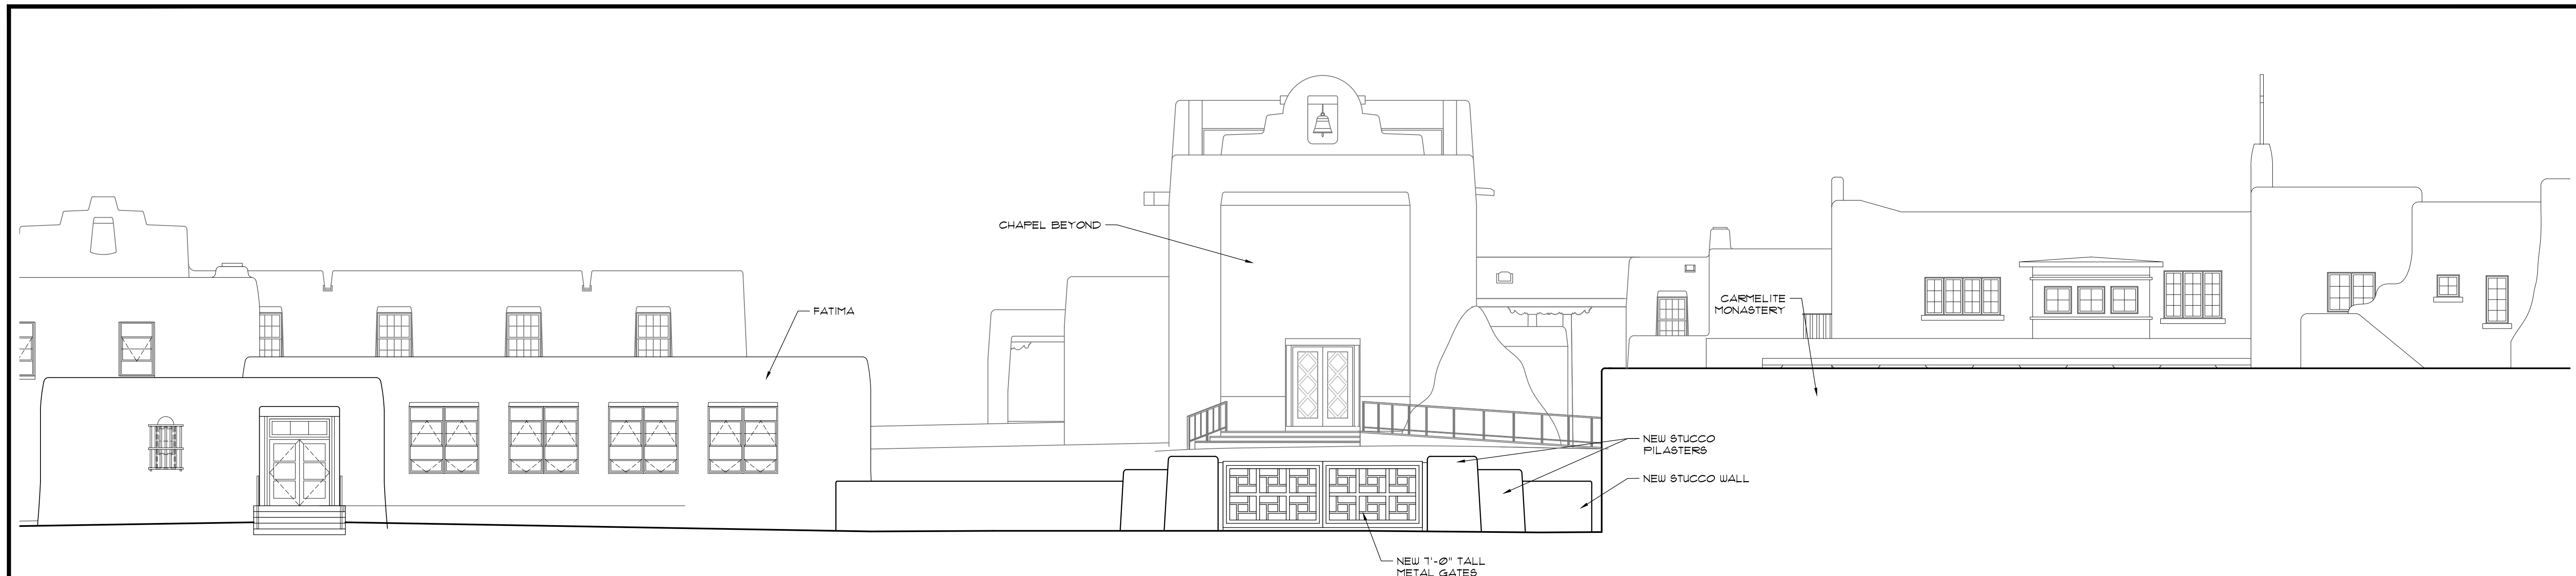 CHAPEL BEYOND
FATIMA
CARMELITE
MONASTERY
NEW STUCCO
PILASTERS
NEW STUCCO WALL
NEW 7'-0" TALL
METAL GATES